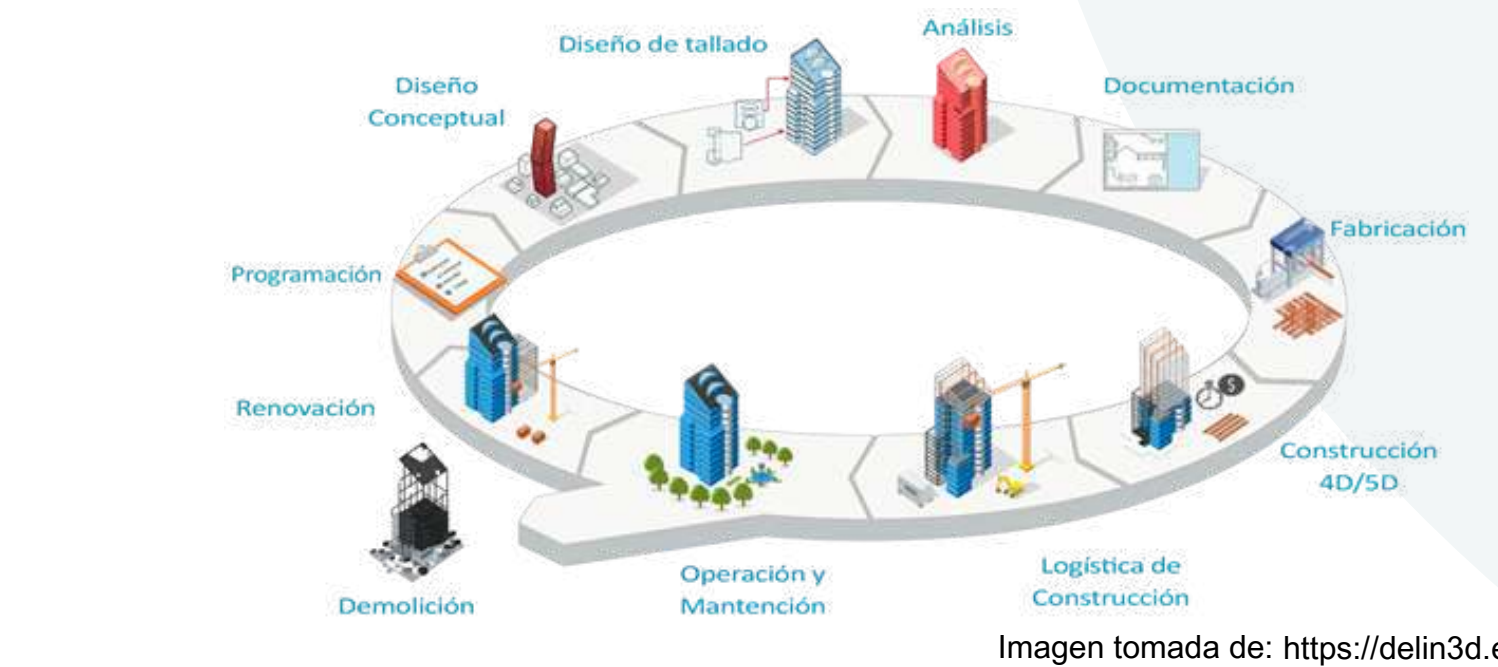 Análisis
Diseño de tallado
Diseño
Conceptual
Documentación
Fabricación
Programación
Renovación
Construcción
4D/5D
Logística de
Construcción
Operación y
Mantención
Demolición
$
Imagen tomada de: https://delin3d.e